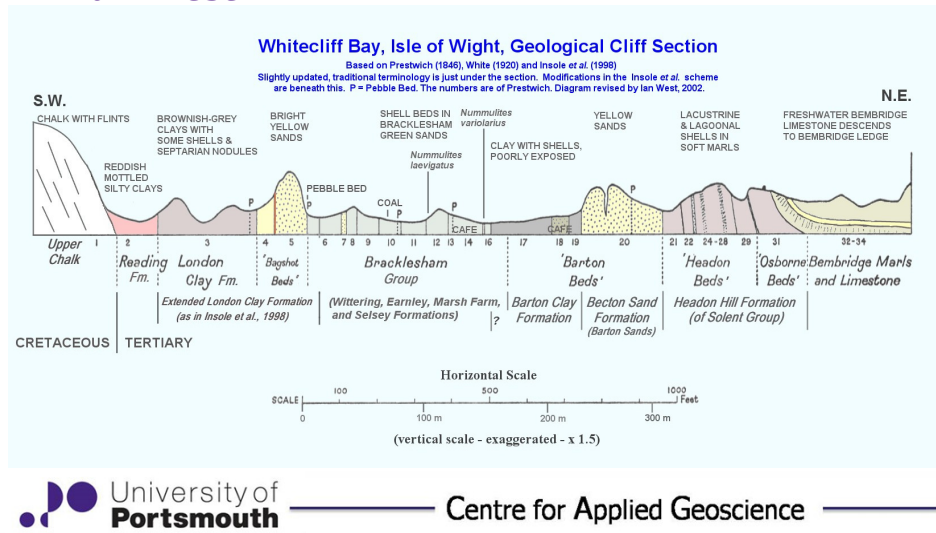 Whitecliff Bay, Isle of Wight, Geological Cliff Section
Based on Prestwich (1846), White (1920) and Insole et al. (1998)
Slightly updated, traditional terminology is just under the section. Modifications in the Insole et al. scheme
are beneath this. P = Pebble Bed. The numbers are of Prestwich. Diagram revised by Ian West, 2002.
S.W.
N.E.
CHALK WITH FLINTS
REDDISH
MOTTLED
SILTY CLAYS
BROWNISH-GREY
CLAYS WITH
SOME SHELLS &
SEPTARIAN NODULES
BRIGHT
YELLOW
SANDS
PEBBLE BED
SHELL BEDS IN
BRACKLESHAM
GREEN SANDS
COAL
Nummulites
laevigatus
Nummulites
variolarius
CLAY WITH SHELLS,
POORLY EXPOSED
YELLOW
SANDS
LACUSTRINE
& LAGOONAL
SHELLS IN
SOFT MARLS
FRESHWATER BEMBRIDGE
LIMESTONE DESCENDS
TO BEMBRIDGE LEDGE
P P P P P
CAFE CAFE
1 2 3 4 5 6 7 8 9 10 11 12 13 14 16 17 18 19 20 21 22 24-28 29 31 32-34
Upper
Chalk
Reading
Fm.
London
Clay Fm.
'Bagshot
Beds'
Bracklesham
Group
'Barton
Beds'
'Headon
Beds'
'Osborne
Beds'
Bembridge Marls
and Limestone
Extended London Clay Formation
(as in Insole et al., 1998)
(Wittering, Earnley, Marsh Farm,
and Selsey Formations)
?
Barton Clay
Formation
Becton Sand
Formation
(Barton Sands)
Headon Hill Formation
(of Solent Group)
CRETACEOUS
TERTIARY
Horizontal Scale
100 500 1000
SCALE Feet
0 100 m 200 m 300 m
(vertical scale - exaggerated - x 1.5)
University of
Portsmouth
Centre for Applied Geoscience